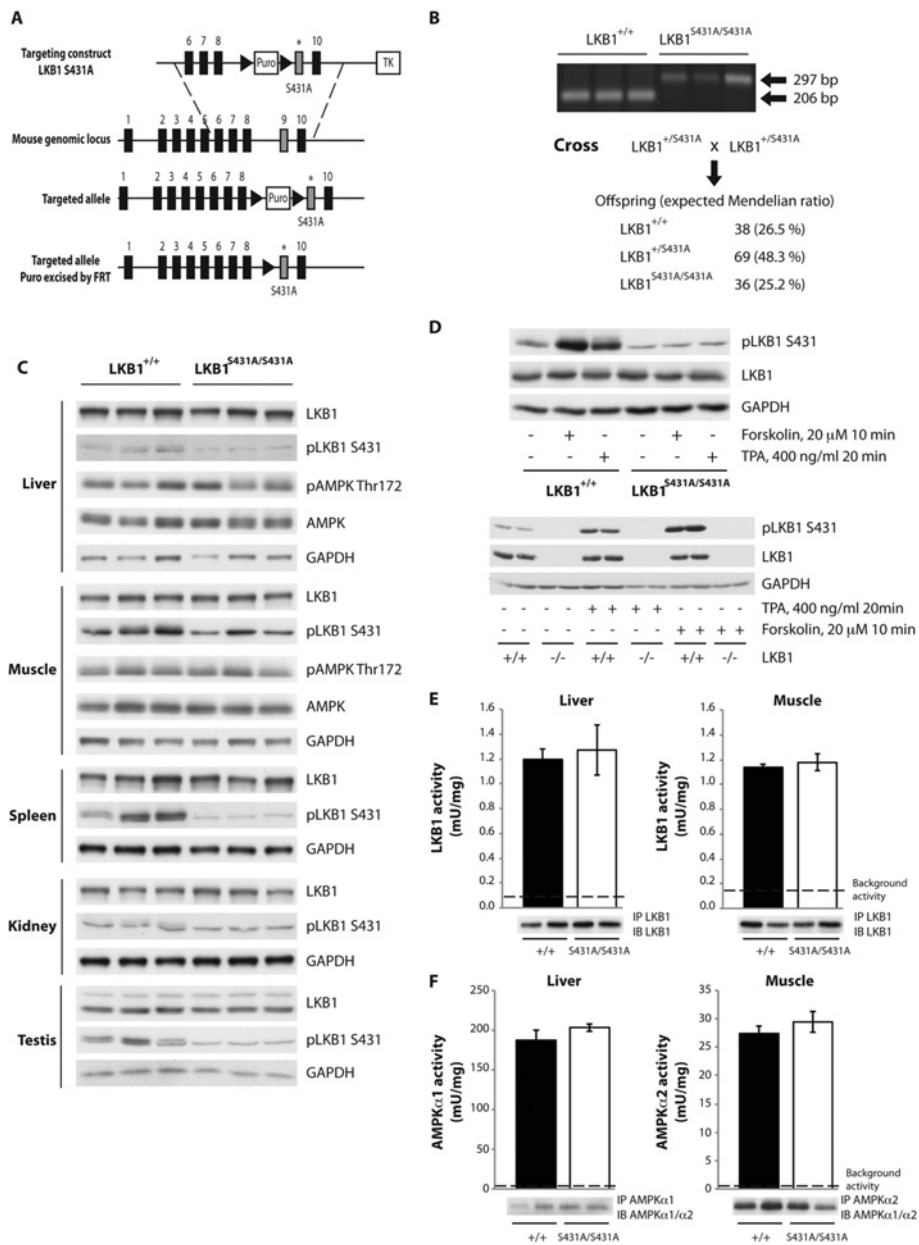 A
Targeting construct
LKB1 S431A
6 7 8 * 10
Puro
TK
S431A
Mouse genomic locus
1 2 3 4 5 6 7 8 9 10
Targeted allele
1 2 3 4 5 6 7 8 * 10
Puro
S431A
Targeted allele
Puro excised by FRT
1 2 3 4 5 6 7 8 * 10
S431A
B
LKB1+/+ LKB1S431A/S431A
297 bp
206 bp
Cross LKB1+/S431A x LKB1+/S431A
Offspring (expected Mendelian ratio)
LKB1+/+ 38 (26.5 %)
LKB1+/S431A 69 (48.3 %)
LKB1S431A/S431A 36 (25.2 %)
C
LKB1+/+ LKB1S431A/S431A
Liver
LKB1
pLKB1 S431
pAMPK Thr172
AMPK
GAPDH
Muscle
LKB1
pLKB1 S431
pAMPK Thr172
AMPK
GAPDH
Spleen
LKB1
pLKB1 S431
GAPDH
Kidney
LKB1
pLKB1 S431
GAPDH
Testis
LKB1
pLKB1 S431
GAPDH
D
pLKB1 S431
LKB1
GAPDH
- + - - + - Forskolin, 20 µM 10 min
- - + - - + TPA, 400 ng/ml 20 min
LKB1+/+ LKB1S431A/S431A
pLKB1 S431
LKB1
GAPDH
- - - - + + + + - - - - TPA, 400 ng/ml 20min
- - - - - - - - + + + + Forskolin, 20 µM 10 min
+/+ -/- +/+ -/- +/+ -/- LKB1
E
Liver
LKB1 activity
(mU/mg)
1.6
1.4
1.2
1.0
0.8
0.6
0.4
0.2
0.0
IP LKB1
IB LKB1
+/+ S431A/S431A
Muscle
LKB1 activity
(mU/mg)
1.6
1.4
1.2
1.0
0.8
0.6
0.4
0.2
0.0
Background
activity
IP LKB1
IB LKB1
+/+ S431A/S431A
F
Liver
AMPKα1 activity
(mU/mg)
250
200
150
100
50
0
IP AMPKα1
IB AMPKα1/α2
+/+ S431A/S431A
Muscle
AMPKα2 activity
(mU/mg)
35
30
25
20
15
10
5
0
Background
activity
IP AMPKα2
IB AMPKα1/α2
+/+ S431A/S431A